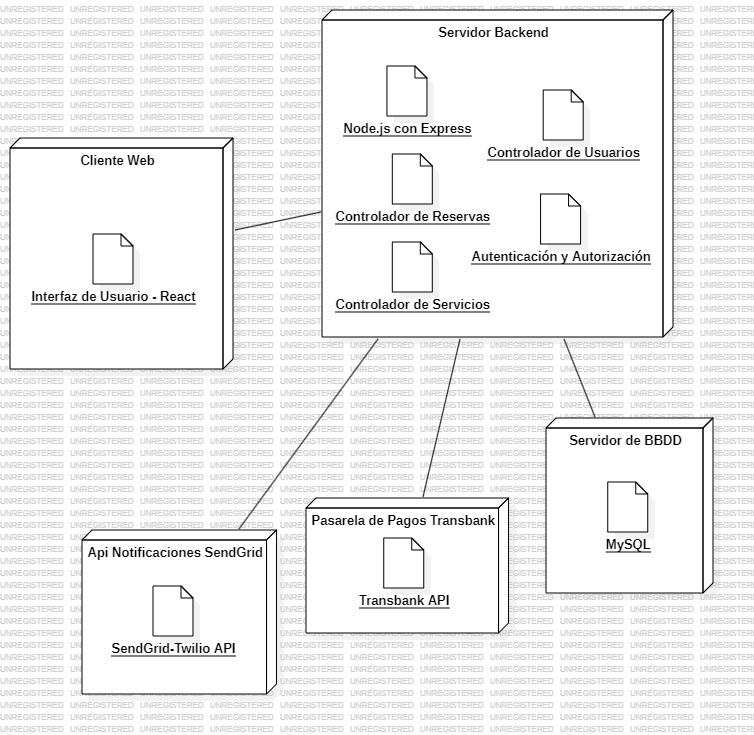 Servidor Backend
Node.js con Express
Controlador de Usuarios
Controlador de Reservas
Autenticación y Autorización
Controlador de Servicios
Cliente Web
Interfaz de Usuario - React
Api Notificaciones SendGrid
SendGrid-Twilio API
Pasarela de Pagos Transbank
Transbank API
Servidor de BBDD
MySQL
UNREGISTERED